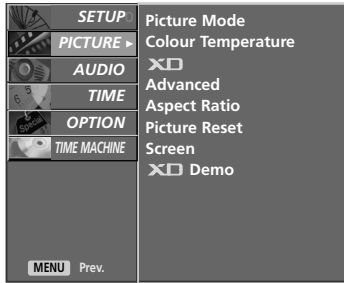 SETUP
PICTURE ►
AUDIO
TIME
OPTION
TIME MACHINE
MENU Prev.
Picture Mode
Colour Temperature
XD
Advanced
Aspect Ratio
Picture Reset
Screen
XD Demo